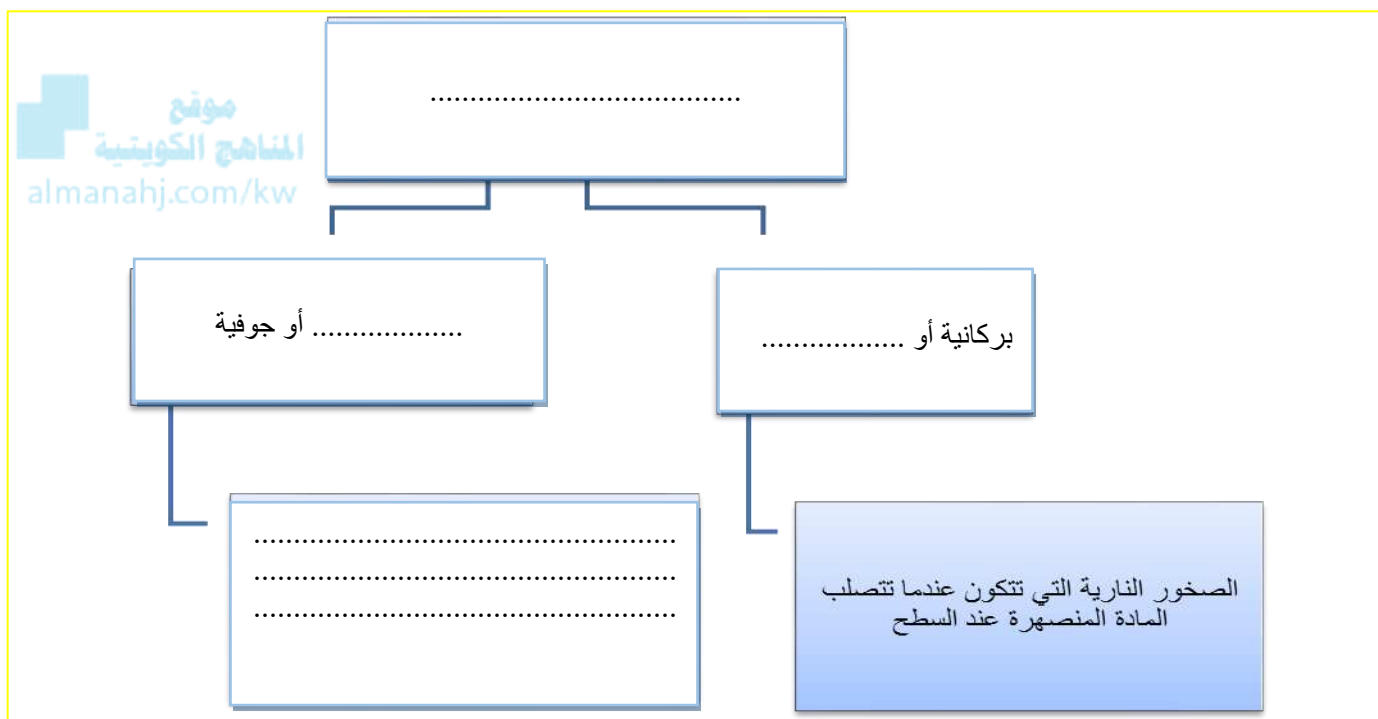 موقع
المناهج الكويتية
almanahj.com/kw
.......................................
بركانية أو ..................
................... أو جوفية
الصخور النارية التي تتكون عندما تتصلب
المادة المنصهرة عند السطح
.....................................................
.....................................................
.....................................................